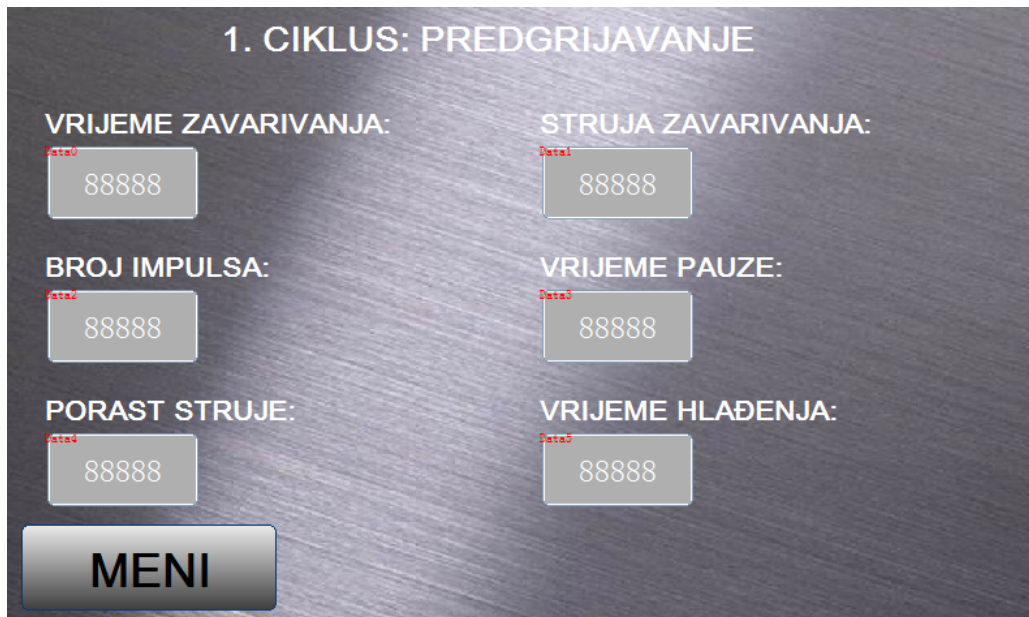 1. CIKLUS: PREDGRIJAVANJE
VRIJEME ZAVARIVANJA: STRUJA ZAVARIVANJA:
Data0 Data1
88888 88888
BROJ IMPULSA: VRIJEME PAUZE:
Data2 Data3
88888 88888
PORAST STRUJE: VRIJEME HLAĐENJA:
Data4 Data5
88888 88888
MENI